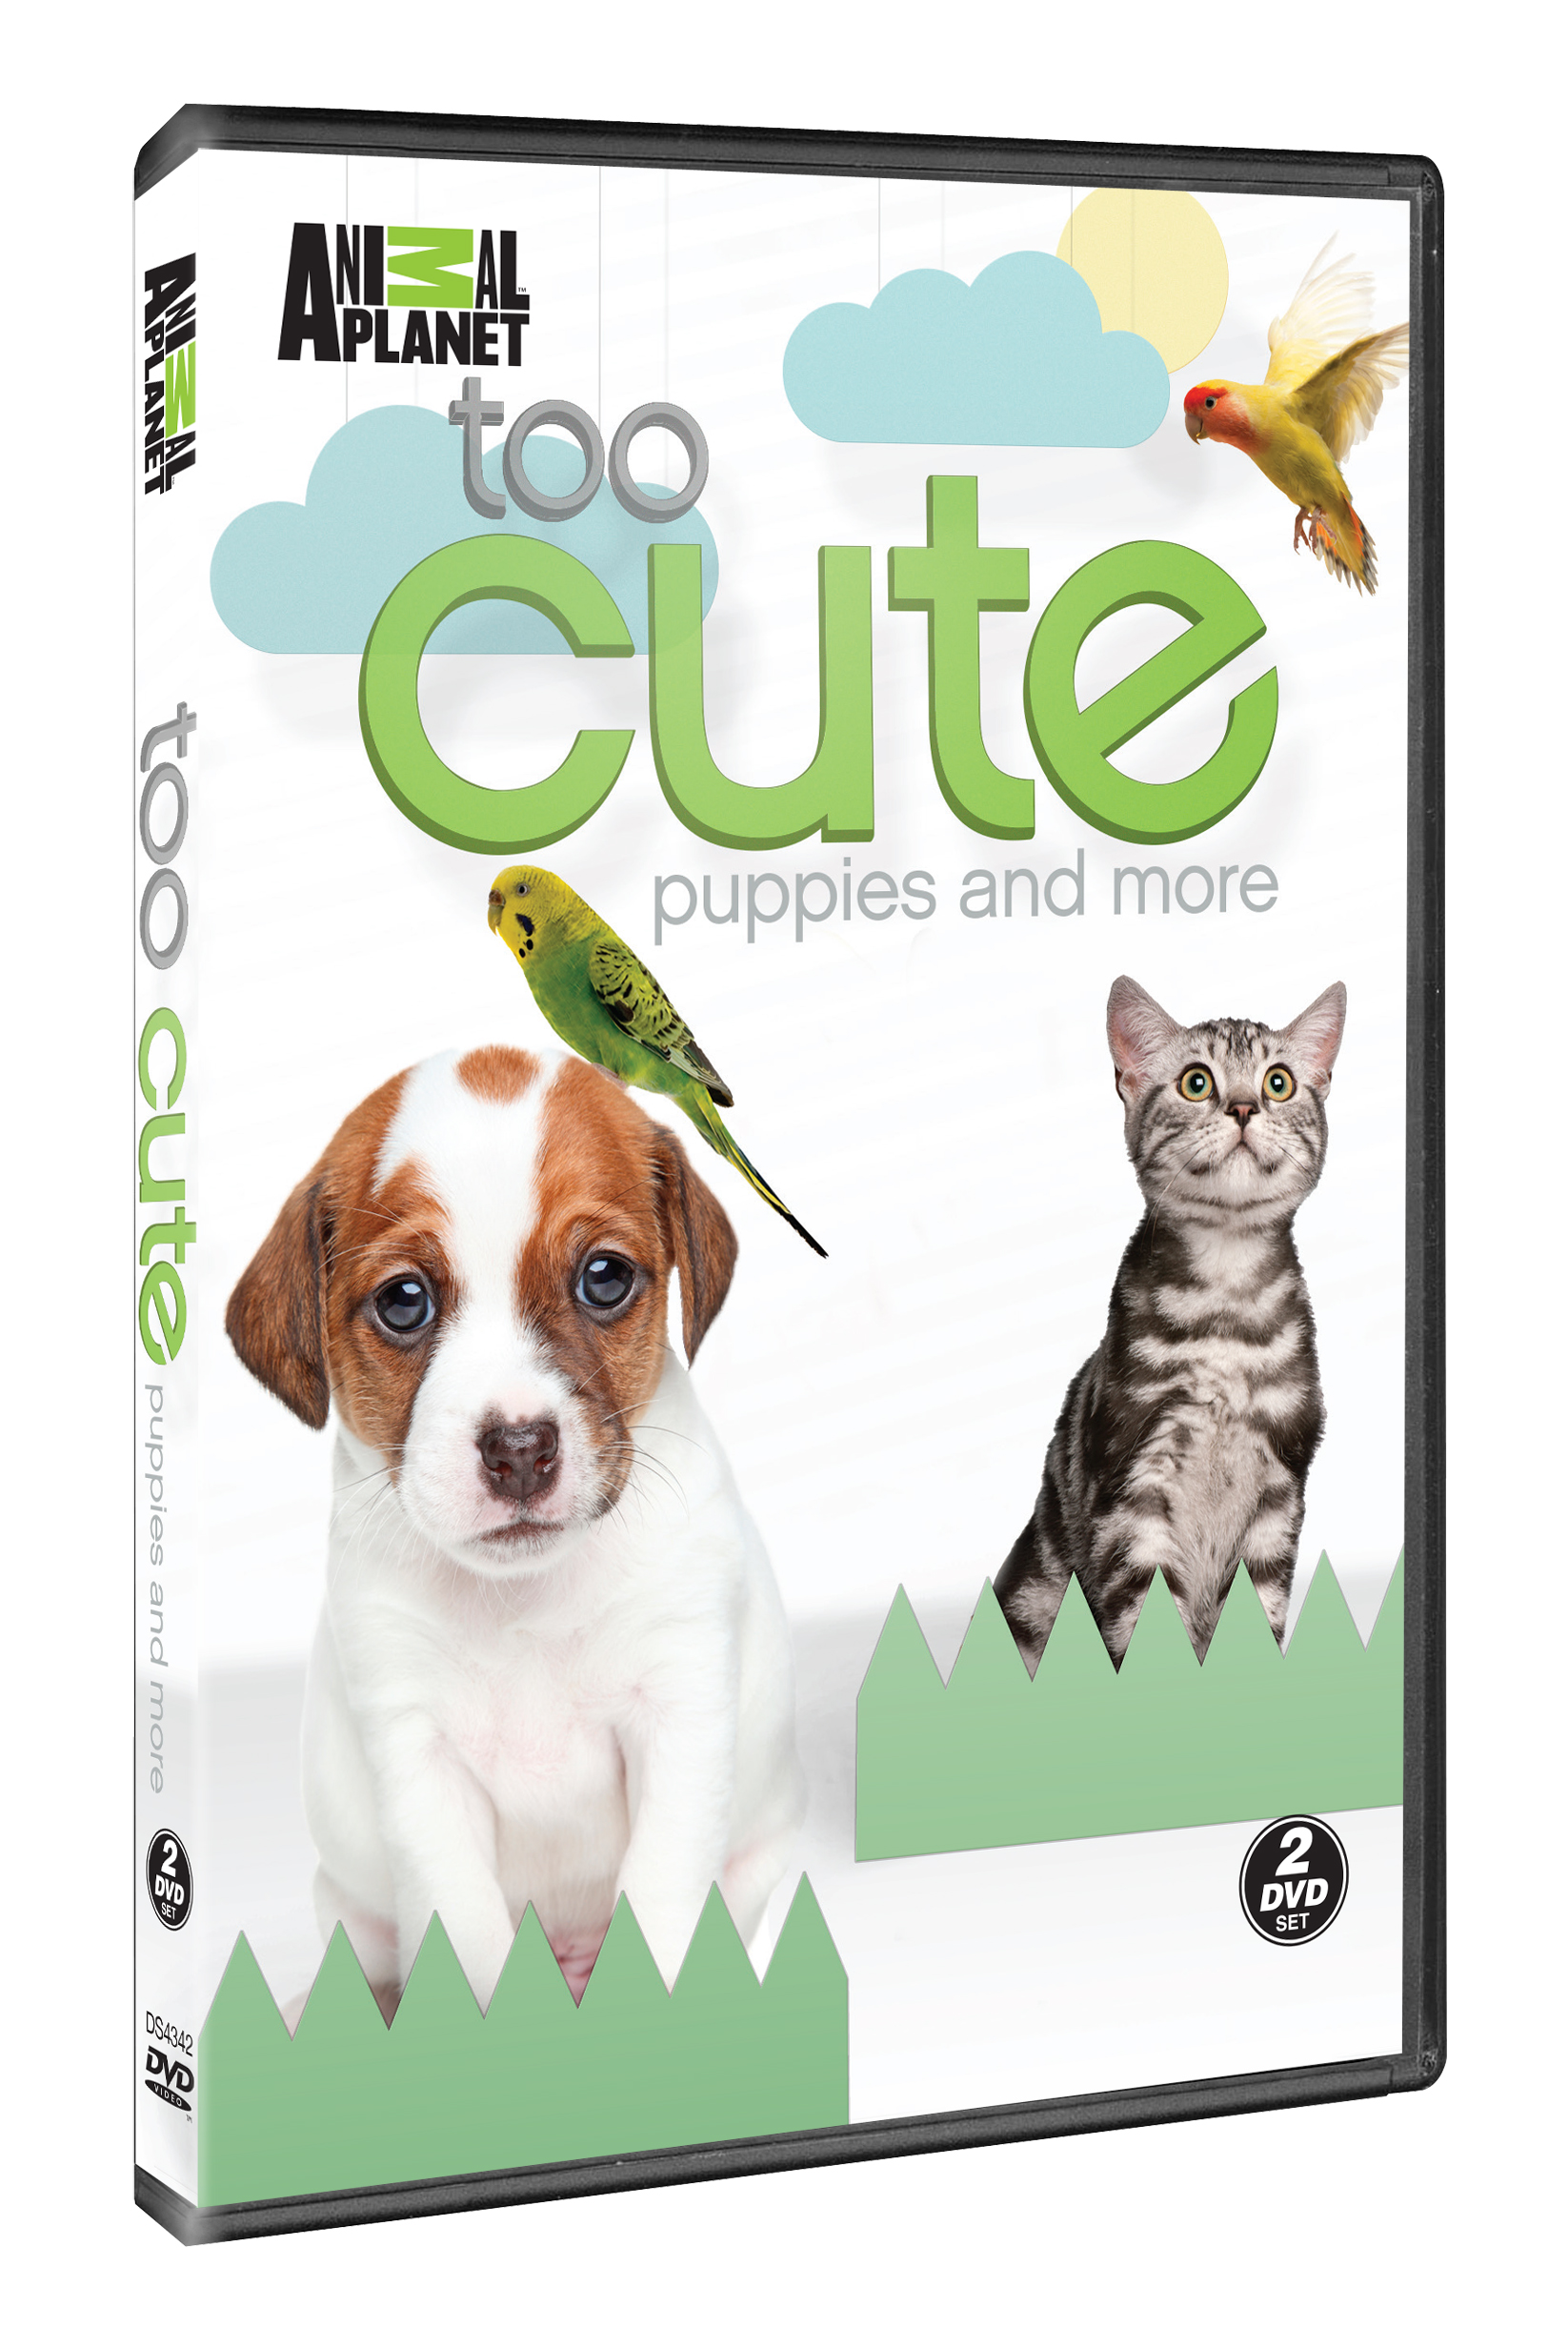 ANIMAL
PLANET
too
cute
puppies and more
2
DVD
SET
ANIMAL
PLANET
too cute puppies and more
2
DVD
SET
DS4342
DVD
VIDEO